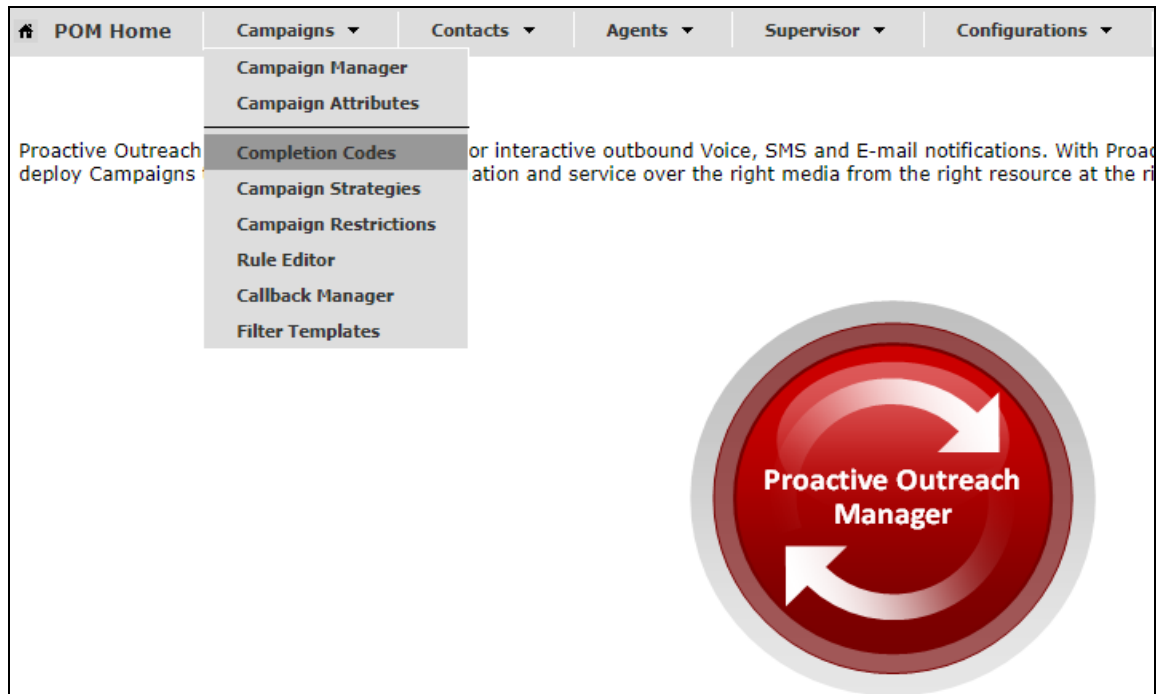 POM Home Campaigns Contacts Agents Supervisor Configurations
Campaign Manager
Campaign Attributes
Completion Codes
Campaign Strategies
Campaign Restrictions
Rule Editor
Callback Manager
Filter Templates
Proactive Outreach or interactive outbound Voice, SMS and E-mail notifications. With
deploy Campaigns ation and service over the right media from the right resource at the
Proactive Outreach
Manager